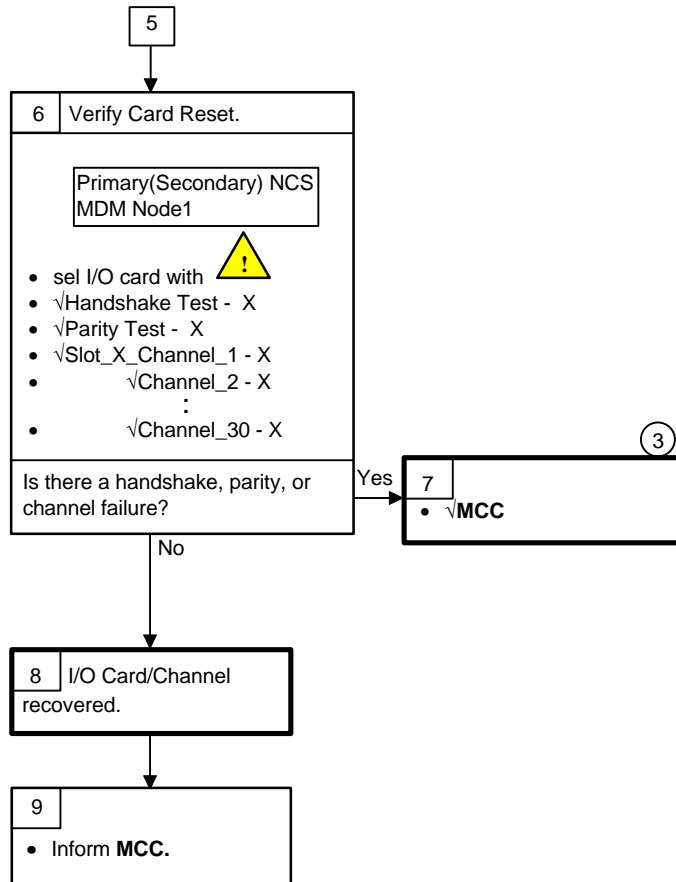 5
6 Verify Card Reset.
Primary(Secondary) NCS
MDM Node1
!
• sel I/O card with
• √Handshake Test - X
• √Parity Test - X
• √Slot_X_Channel_1 - X
• √Channel_2 - X
:
• √Channel_30 - X
Is there a handshake, parity, or
channel failure?
Yes
3
7
• √MCC
No
8 I/O Card/Channel
recovered.
9
• Inform MCC.